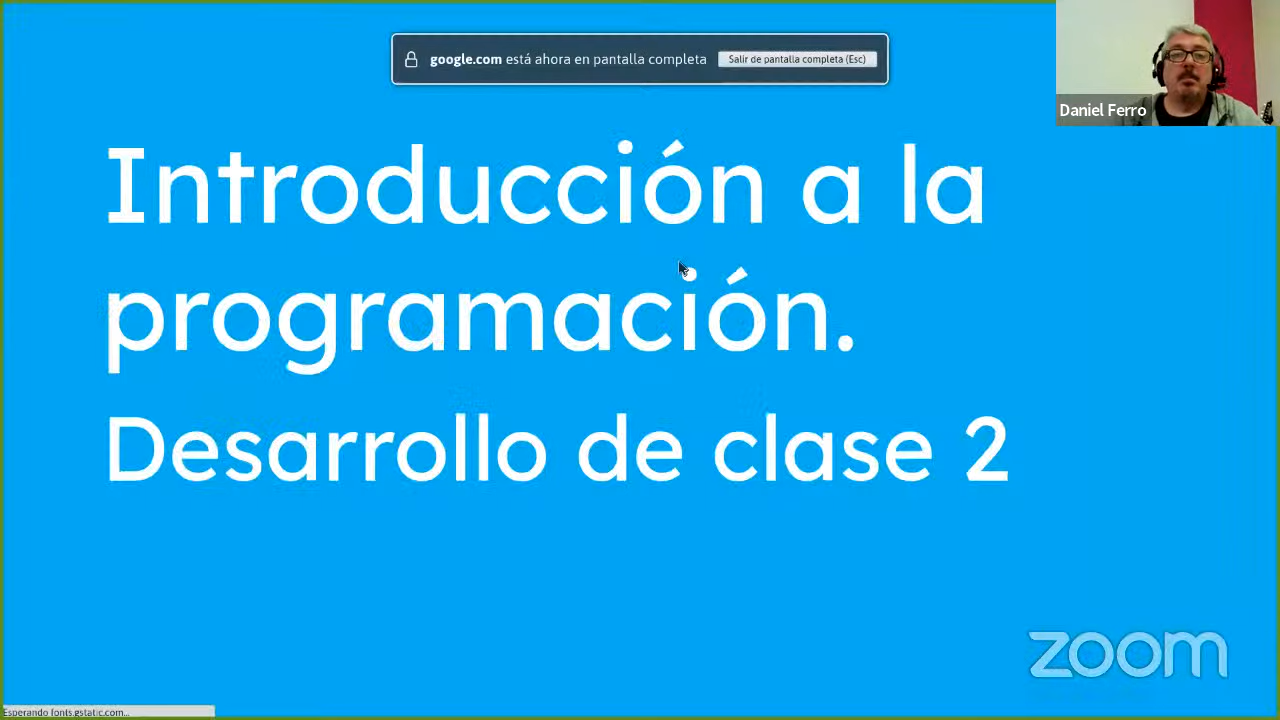 google.com está ahora en pantalla completa Salir de pantalla completa (Esc)
Daniel Ferro
Introducción a la
programación.
Desarrollo de clase 2
zoom
Esperando fonts.gstatic.com...